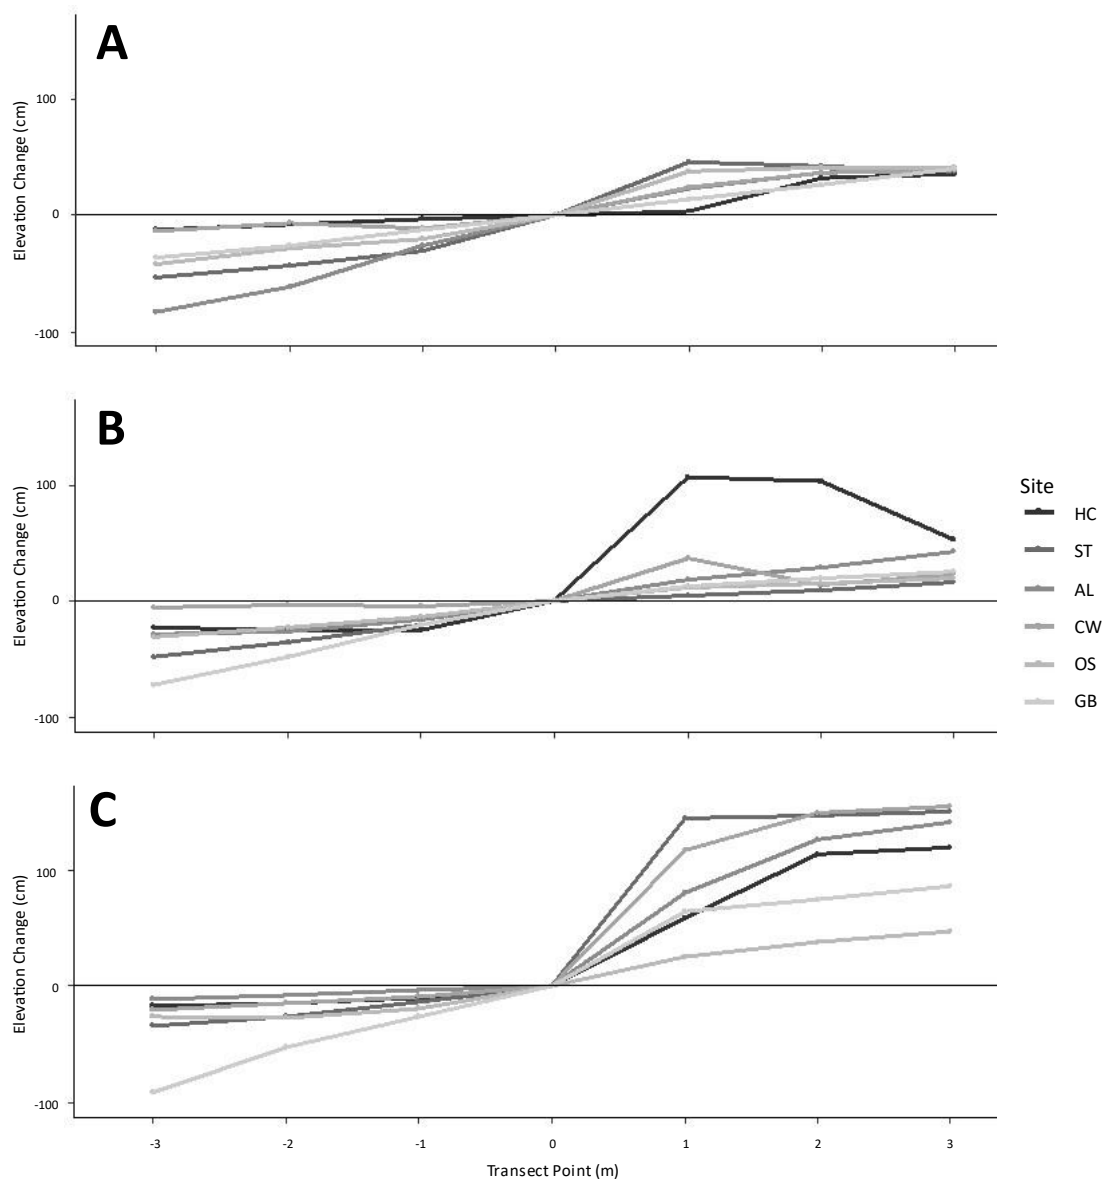 A
Elevation Change (cm)
100
0
-100
B
Elevation Change (cm)
100
0
-100
Site
HC
ST
AL
CW
OS
GB
C
Elevation Change (cm)
100
0
-100
-3 -2 -1 0 1 2 3
Transect Point (m)